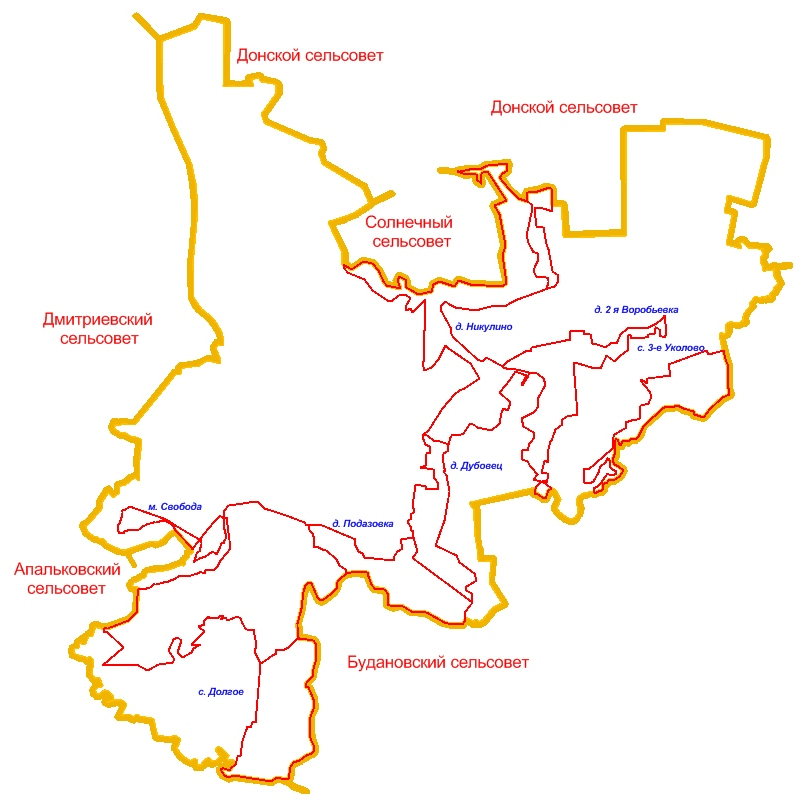 Донской сельсовет
Донской сельсовет
Солнечный
сельсовет
Дмитриевский
сельсовет
д. 2 я Воробьевка
д. Никулино
с. 3-е Уколово
д. Дубовец
м. Свобода
д. Подазовка
Апальковский
сельсовет
Будановский сельсовет
с. Долгое